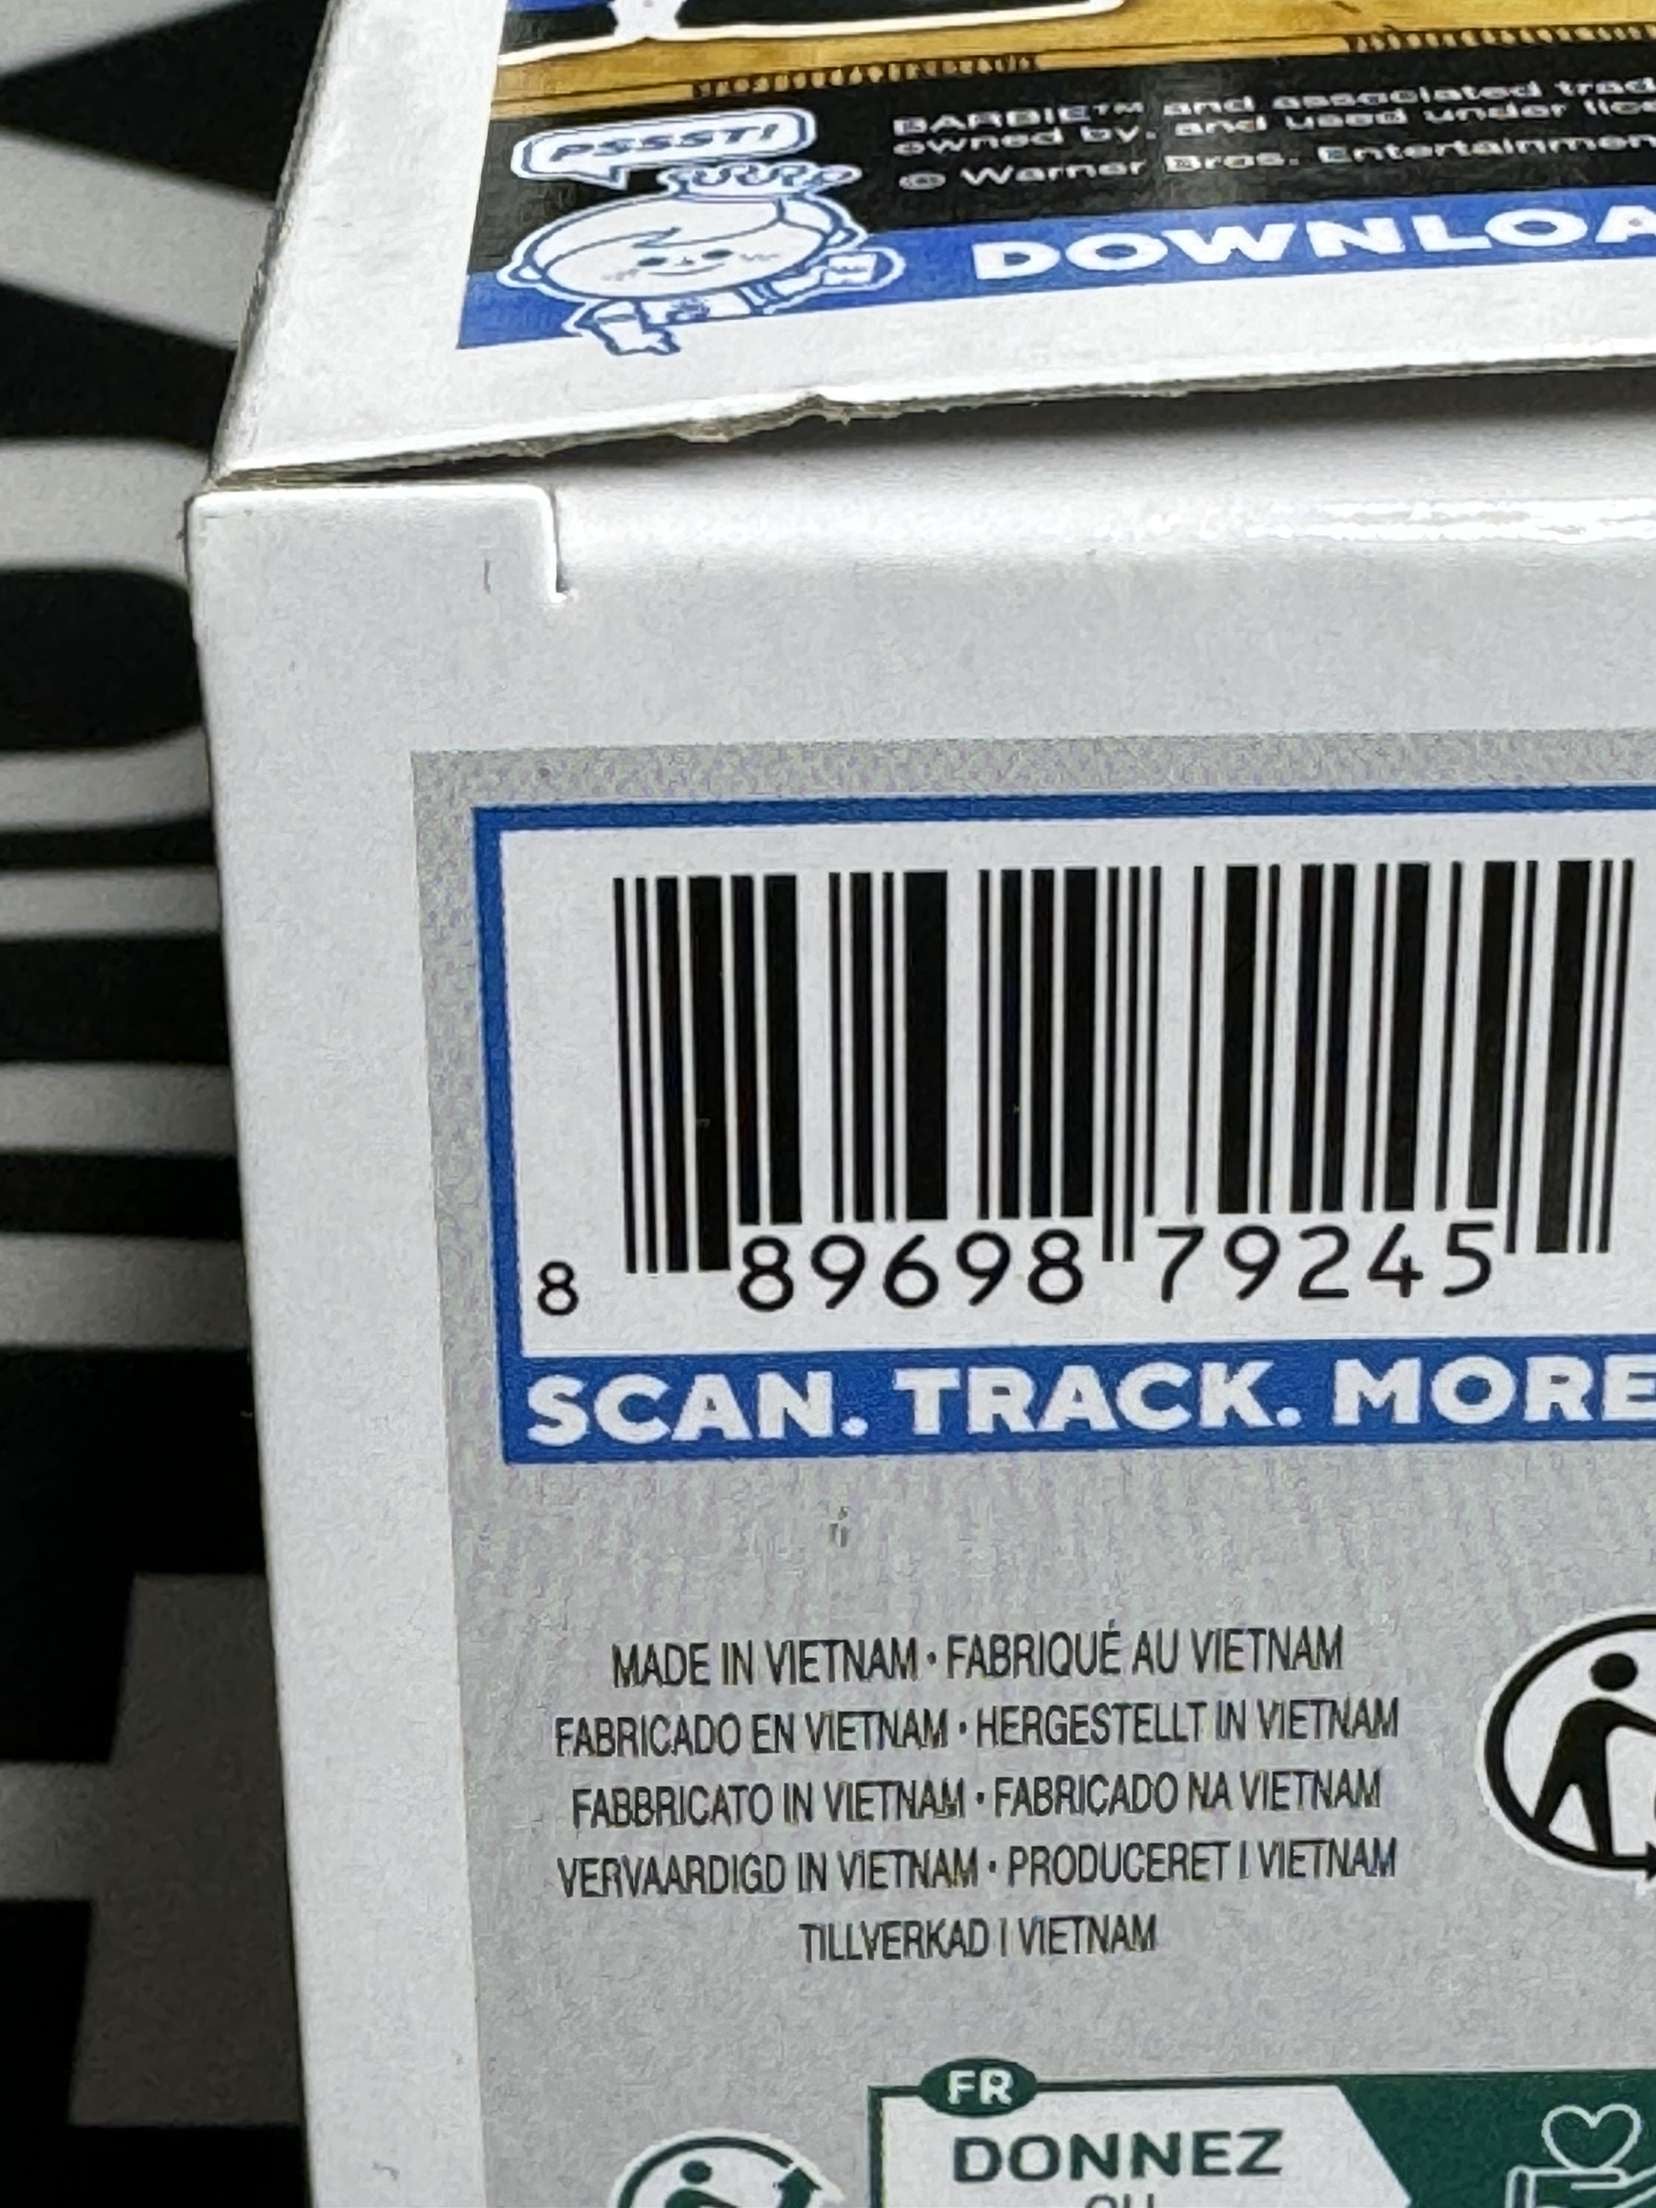 PSSST!
BARBIE™ and associated trad
owned by, and used under lice
© Warner Bros. Entertainmen
DOWNLOA
8 89698 79245
SCAN. TRACK. MORE
MADE IN VIETNAM • FABRIQUÉ AU VIETNAM
FABRICADO EN VIETNAM • HERGESTELLT IN VIETNAM
FABBRICATO IN VIETNAM • FABRICADO NA VIETNAM
VERVAARDIGD IN VIETNAM • PRODUCERET I VIETNAM
TILLVERKAD I VIETNAM
FR
DONNEZ
OU